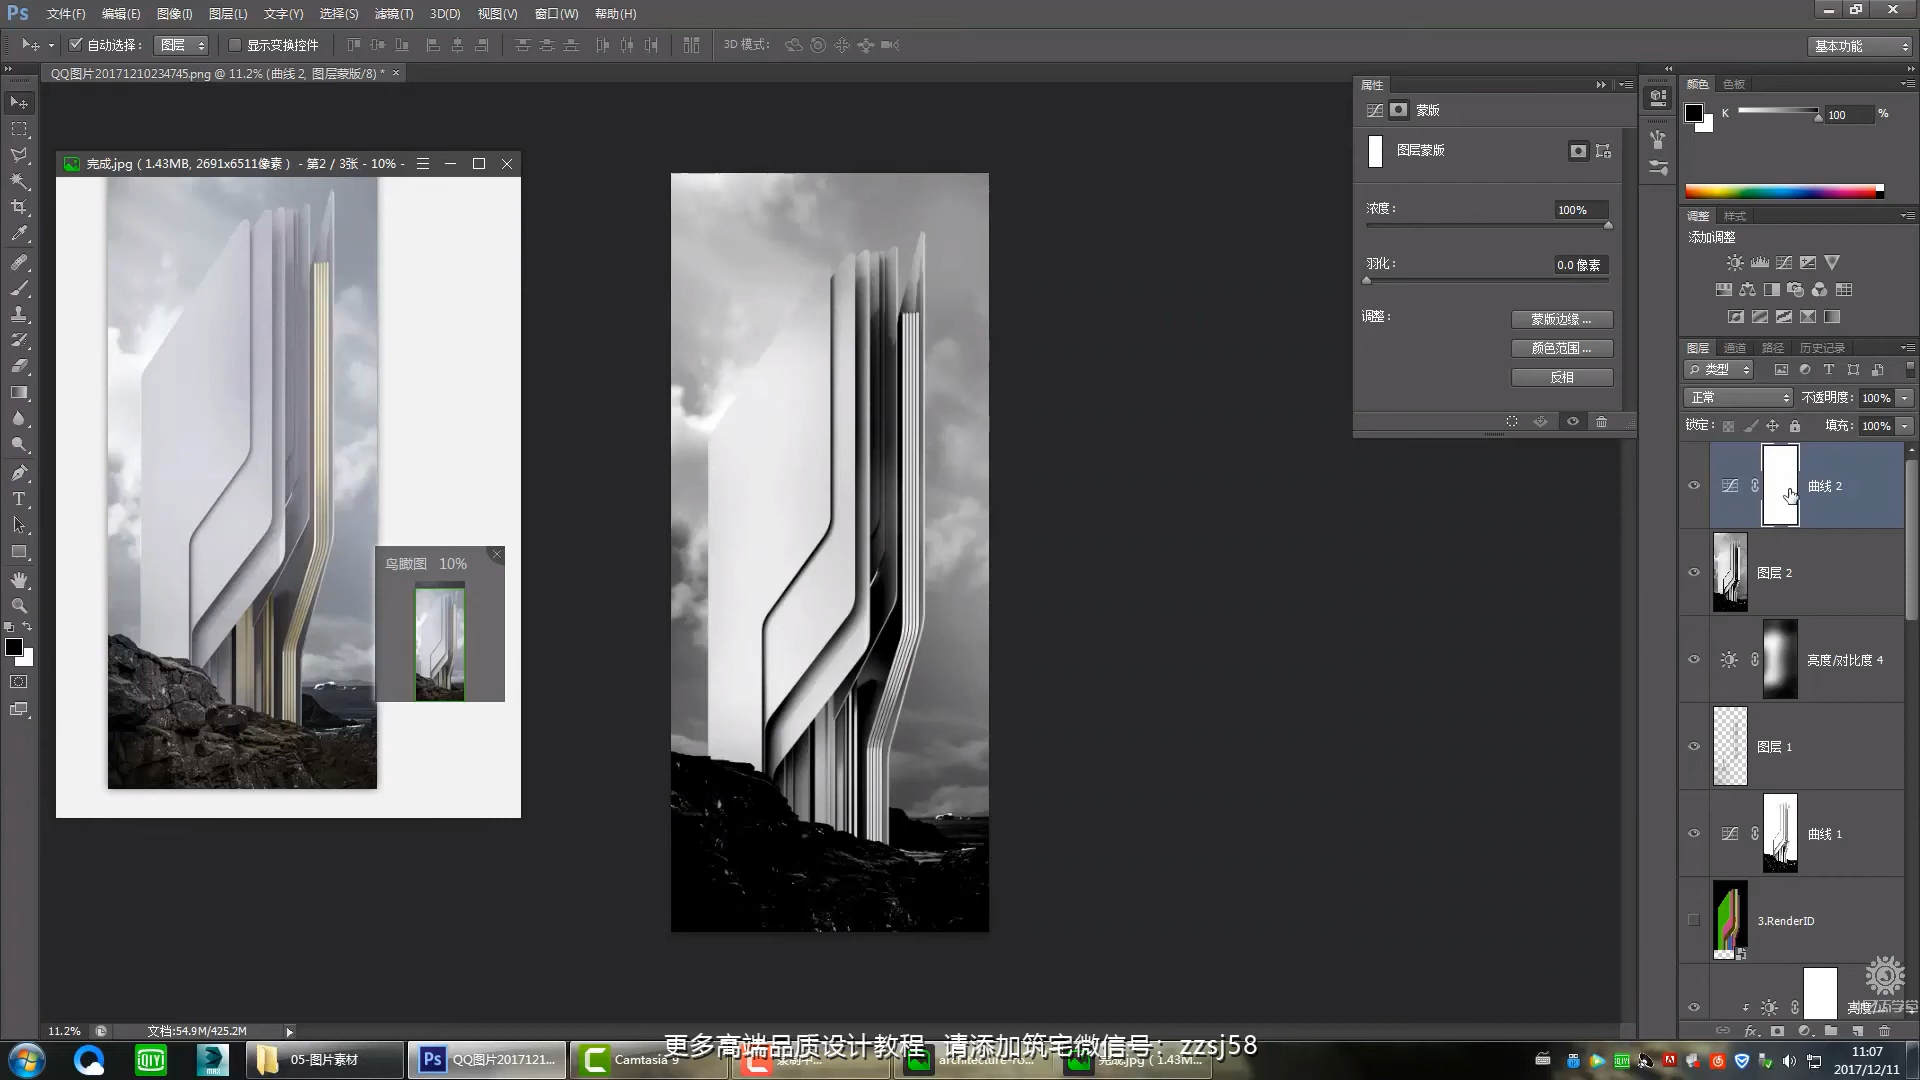 Ps 文件(F) 编辑(E) 图像(I) 图层(L) 文字(Y) 选择(S) 滤镜(T) 3D(D) 视图(V) 窗口(W) 帮助(H)
自动选择： 图层 显示变换控件 3D 模式： 基本功能
QQ图片20171210234745.png @ 11.2% (曲线 2, 图层蒙版/8) * ×
完成.jpg ( 1.43MB, 2691x6511像素 ) - 第2 / 3张 - 10% -
鸟瞰图 10%
属性
蒙版
图层蒙版
浓度： 100%
羽化： 0.0 像素
调整：
蒙版边缘 ...
颜色范围 ...
反相
颜色 色板
K 100 %
调整 样式
添加调整
图层 通道 路径 历史记录
类型
正常 不透明度： 100%
锁定： 填充： 100%
曲线 2
图层 2
亮度/对比度 4
图层 1
曲线 1
3.RenderID
11.2% 文档:54.9M/425.2M
更多高端品质设计教程 请添加筑宅微信号：zzsj58
05-图片素材
QQ图片2017121...
Camtasia 9
11:07
2017/12/11